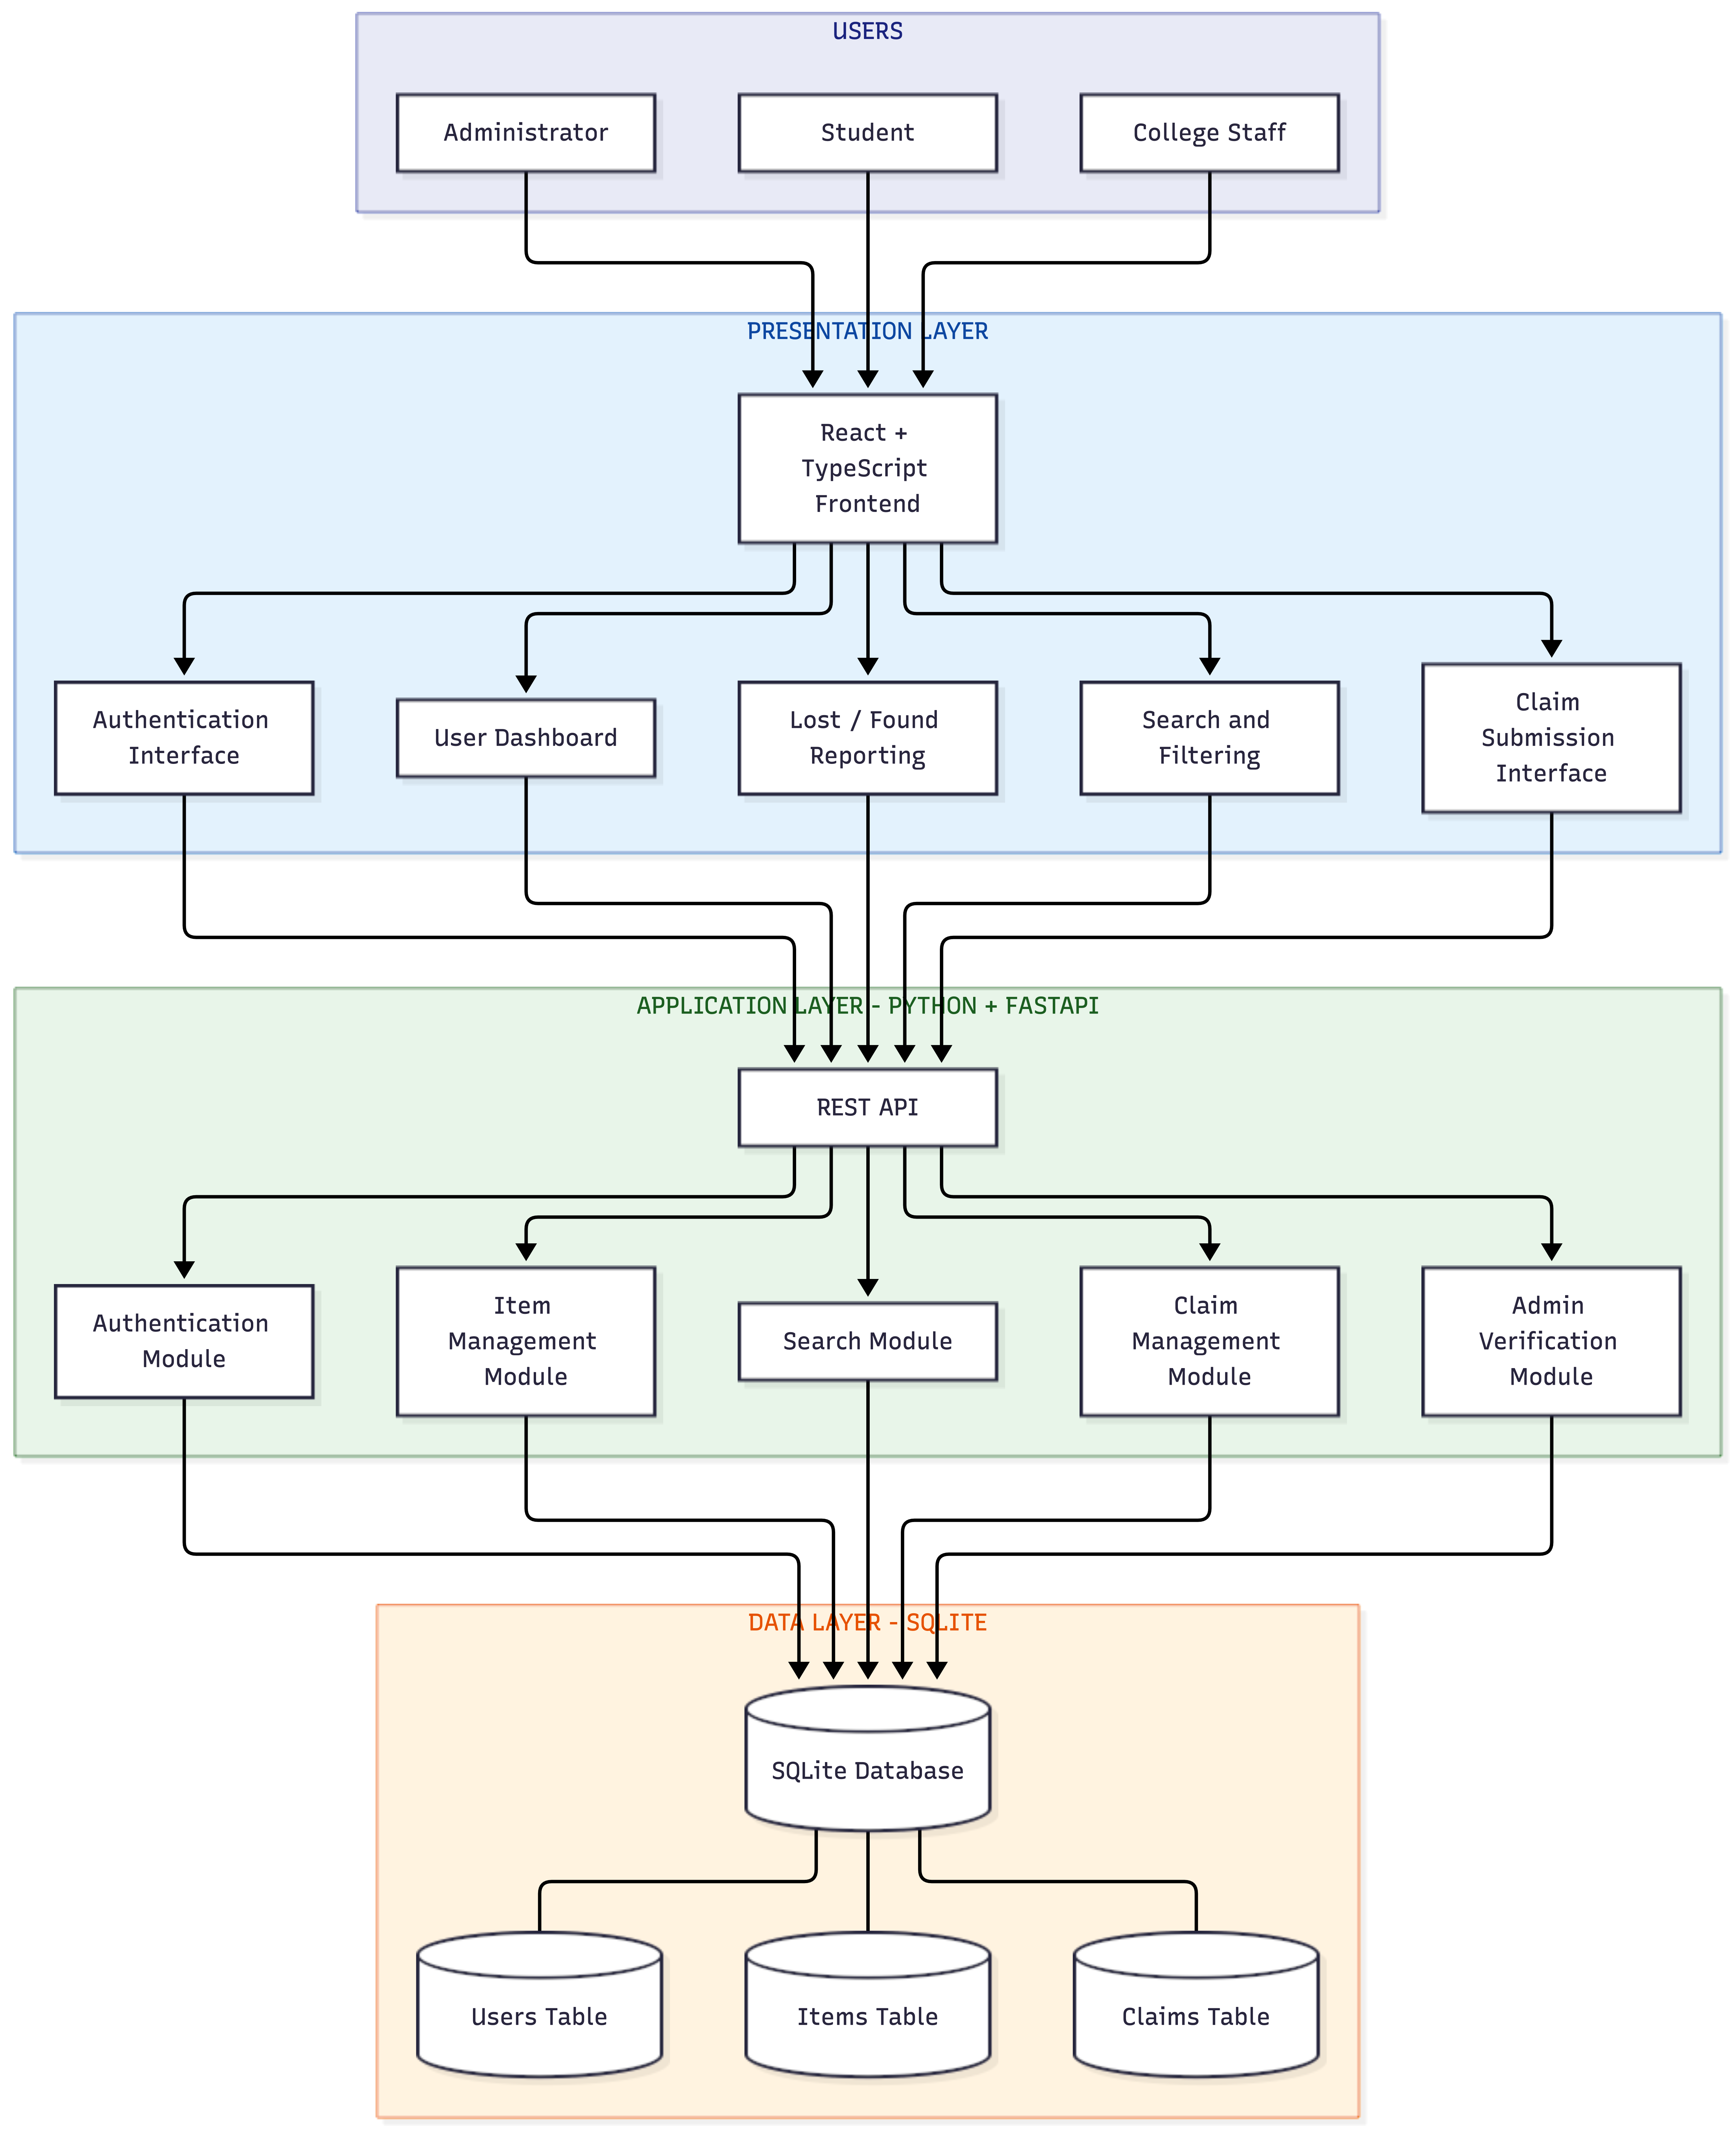 USERS
Administrator
Student
College Staff
PRESENTATION LAYER
React +
TypeScript
Frontend
Authentication
Interface
User Dashboard
Lost / Found
Reporting
Search and
Filtering
Claim
Submission
Interface
APPLICATION LAYER - PYTHON + FASTAPI
REST API
Authentication
Module
Item
Management
Module
Search Module
Claim
Management
Module
Admin
Verification
Module
DATA LAYER - SQLITE
SQLite Database
Users Table
Items Table
Claims Table